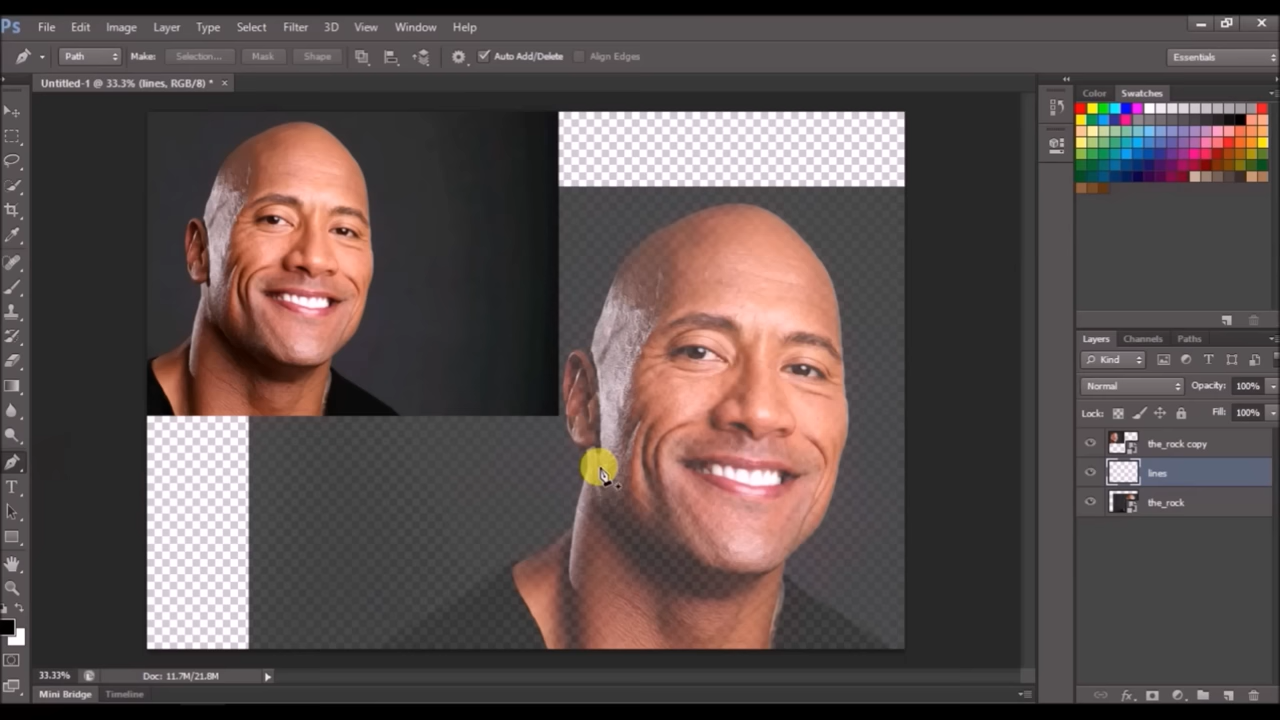 Ps File Edit Image Layer Type Select Filter 3D View Window Help
Path Make: Selection... Mask Shape Auto Add/Delete Align Edges Essentials
Untitled-1 @ 33.3% (lines, RGB/8) * ×
Color Swatches
Layers Channels Paths
Kind
Normal Opacity: 100%
Lock: Fill: 100%
the_rock copy
lines
the_rock
33.33% Doc: 11.7M/21.8M
Mini Bridge Timeline